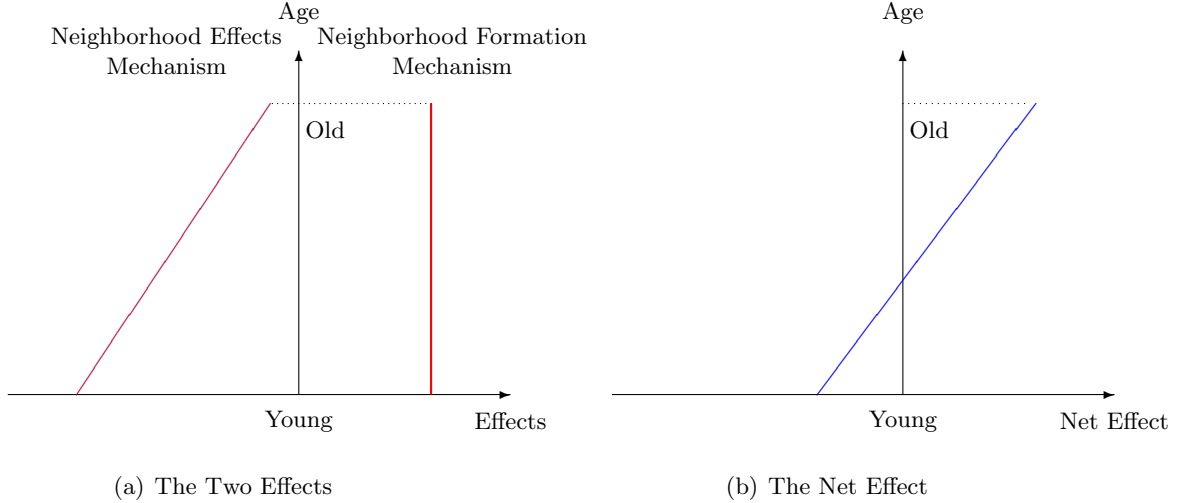 Age
Neighborhood Effects
Mechanism
Neighborhood Formation
Mechanism
Old
Young
Effects
(a) The Two Effects
Age
Old
Young
Net Effect
(b) The Net Effect